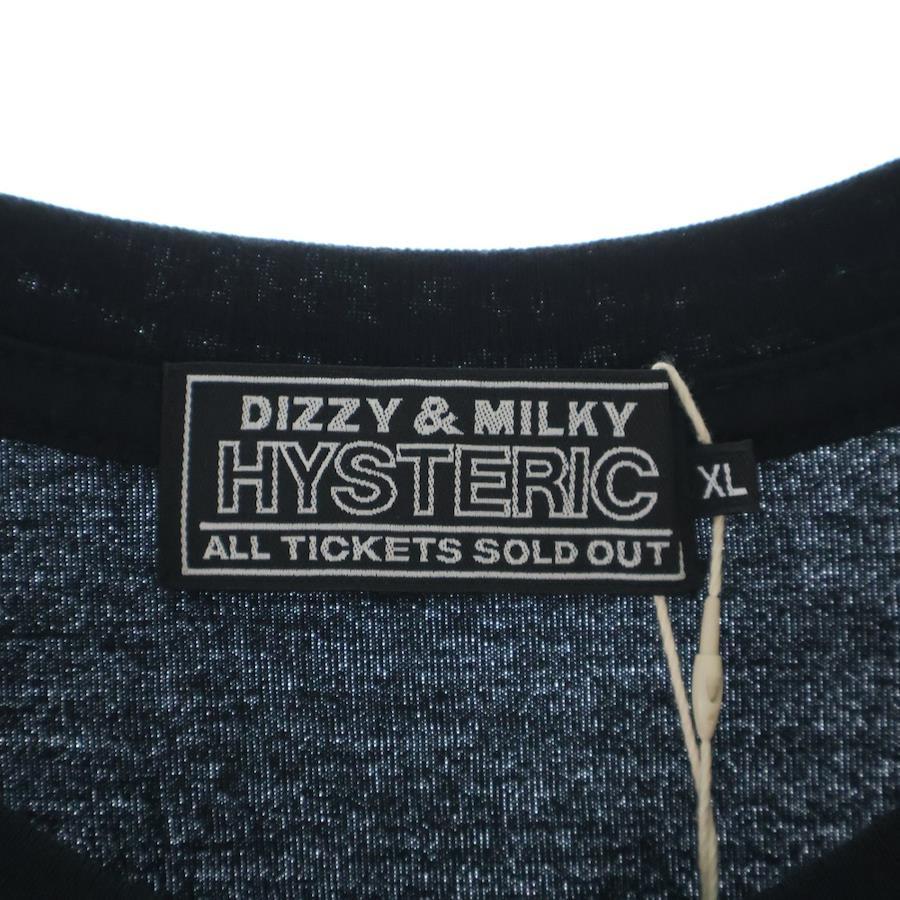 DIZZY & MILKY
HYSTERIC
ALL TICKETS SOLD OUT
XL